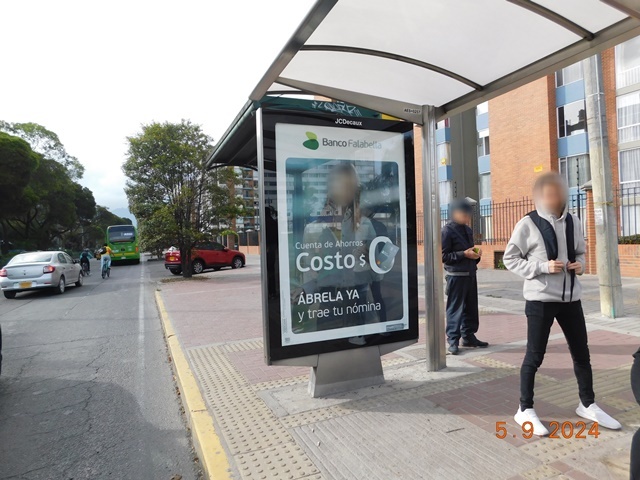 JCDecaux
Banco Falabella
Cuenta de Ahorros
Costo $0
ÁBRELA YA
y trae tu nómina
5. 9. 2024